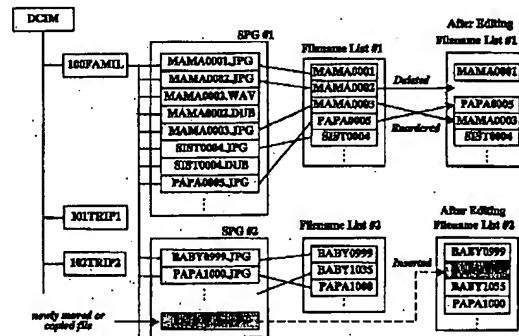 DCIM
100FAMIL
101TRIP1
102TRIP2
SPG #1
MAMA0001.JPG
MAMA0002.JPG
MAMA0002.WAV
MAMA0002.DUB
MAMA0003.JPG
SIST0004.JPG
SIST0004.DUB
PAPA0005.JPG
Filename List #1
MAMA0001
MAMA0002
MAMA0003
PAPA0005
SIST0004
Deleted
Reordered
After Editing
Filename List #1
MAMA0001
PAPA0005
MAMA0003
SIST0004
SPG #2
BABY0999.JPG
PAPA1000.JPG
newly moved or
copied file
Filename List #2
BABY0999
BABY1055
PAPA1000
Inserted
After Editing
Filename List #2
BABY0999
BABY1055
PAPA1000